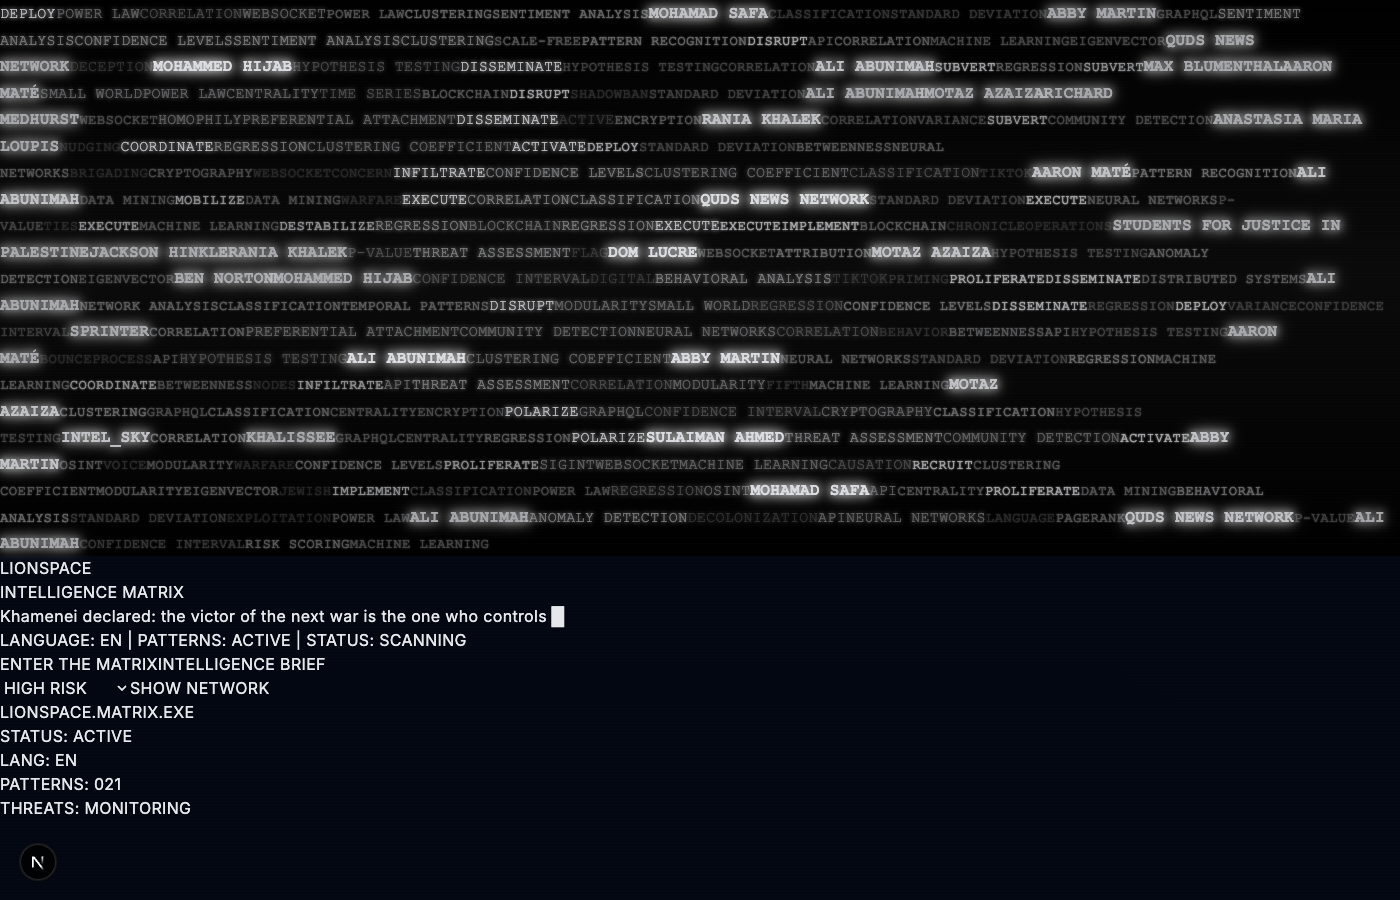 DEPLOYPOWER LAWCORRELATIONWEBSOCKETPOWER LAWCLUSTERINGSENTIMENT ANALYSISMOHAMAD SAFACLASSIFICATIONSTANDARD DEVIATIONABBY MARTINGRAPHQLSENTIMENT
ANALYSISCONFIDENCE LEVELSSENTIMENT ANALYSISCLUSTERINGSCALE-FREEPATTERN RECOGNITIONDISRUPTAPICORRELATIONMACHINE LEARNINGEIGENVECTORQUDS NEWS
NETWORKDECEPTIONMOHAMMED HIJABHYPOTHESIS TESTINGDISSEMINATEHYPOTHESIS TESTINGCORRELATIONALI ABUNIMAHSUBVERTREGRESSIONSUBVERTMAX BLUMENTHALAARON
MATÉSMALL WORLDPOWER LAWCENTRALITYTIME SERIESBLOCKCHAINDISRUPTSHADOWBANSTANDARD DEVIATIONALI ABUNIMAHMOTAZ AZAIZARICHARD
MEDHURSTWEBSOCKETHOMOPHILYPREFERENTIAL ATTACHMENTDISSEMINATEACTIVEENCRYPTIONRANIA KHALEKCORRELATIONVARIANCESUBVERTCOMMUNITY DETECTIONANASTASIA MARIA
LOUPISNUDGINGCOORDINATEREGRESSIONCLUSTERING COEFFICIENTACTIVATEDEPLOYSTANDARD DEVIATIONBETWEENNESSNEURAL
NETWORKSBRIGADINGCRYPTOGRAPHYWEBSOCKETCONCERNINFILTRATECONFIDENCE LEVELSCLUSTERING COEFFICIENTCLASSIFICATIONTIKTOKAARON MATÉPATTERN RECOGNITIONALI
ABUNIMAHDATA MININGMOBILIZEDATA MININGWARFAREEXECUTECORRELATIONCLASSIFICATIONQUDS NEWS NETWORKSTANDARD DEVIATIONEXECUTENEURAL NETWORKSP-
VALUETIESEXECUTEMACHINE LEARNINGDESTABILIZEREGRESSIONBLOCKCHAINREGRESSIONEXECUTEEXECUTEIMPLEMENTBLOCKCHAINCHRONICLEOPERATIONSSTUDENTS FOR JUSTICE IN
PALESTINEJACKSON HINKLERANIA KHALEKP-VALUETHREAT ASSESSMENTFLAGDOM LUCREWEBSOCKETATTRIBUTIONMOTAZ AZAIZAHYPOTHESIS TESTINGANOMALY
DETECTIONEIGENVECTORBEN NORTONMOHAMMED HIJABCONFIDENCE INTERVALDIGITALBEHAVIORAL ANALYSISTIKTOKPRIMINGPROLIFERATEDISSEMINATEDISTRIBUTED SYSTEMSALI
ABUNIMAHNETWORK ANALYSISCLASSIFICATIONTEMPORAL PATTERNSDISRUPTMODULARITYSMALL WORLDREGRESSIONCONFIDENCE LEVELSDISSEMINATEREGRESSIONDEPLOYVARIANCECONFIDENCE
INTERVALSPRINTERCORRELATIONPREFERENTIAL ATTACHMENTCOMMUNITY DETECTIONNEURAL NETWORKSCORRELATIONBEHAVIORBETWEENNESSAPIHYPOTHESIS TESTINGAARON
MATÉBOUNCEPROCESSAPIHYPOTHESIS TESTINGALI ABUNIMAHCLUSTERING COEFFICIENTABBY MARTINNEURAL NETWORKSSTANDARD DEVIATIONREGRESSIONMACHINE
LEARNINGCOORDINATEBETWEENNESSNODESINFILTRATEAPITHREAT ASSESSMENTCORRELATIONMODULARITYFIFTHMACHINE LEARNINGMOTAZ
AZAIZACLUSTERINGGRAPHQLCLASSIFICATIONCENTRALITYENCRYPTIONPOLARIZEGRAPHQLCONFIDENCE INTERVALCRYPTOGRAPHYCLASSIFICATIONHYPOTHESIS
TESTINGINTEL_SKYCORRELATIONKHALISSEEGRAPHQLCENTRALITYREGRESSIONPOLARIZESULAIMAN AHMEDTHREAT ASSESSMENTCOMMUNITY DETECTIONACTIVATEABBY
MARTINOSINTVOICEMODULARITYWARFARECONFIDENCE LEVELSPROLIFERATESIGINTWEBSOCKETMACHINE LEARNINGCAUSATIONRECRUITCLUSTERING
COEFFICIENTMODULARITYEIGENVECTORJEWISHIMPLEMENTCLASSIFICATIONPOWER LAWREGRESSIONOSINTMOHAMAD SAFAAPICENTRALITYPROLIFERATEDATA MININGBEHAVIORAL
ANALYSISSTANDARD DEVIATIONEXPLOITATIONPOWER LAWALI ABUNIMAHANOMALY DETECTIONDECOLONIZATIONAPINEURAL NETWORKSLANGUAGEPAGERANKQUDS NEWS NETWORKP-VALUEALI
ABUNIMAHCONFIDENCE INTERVALRISK SCORINGMACHINE LEARNING
LIONSPACE
INTELLIGENCE MATRIX
Khamenei declared: the victor of the next war is the one who controls
LANGUAGE: EN | PATTERNS: ACTIVE | STATUS: SCANNING
ENTER THE MATRIXINTELLIGENCE BRIEF
HIGH RISK SHOW NETWORK
LIONSPACE.MATRIX.EXE
STATUS: ACTIVE
LANG: EN
PATTERNS: 021
THREATS: MONITORING
N